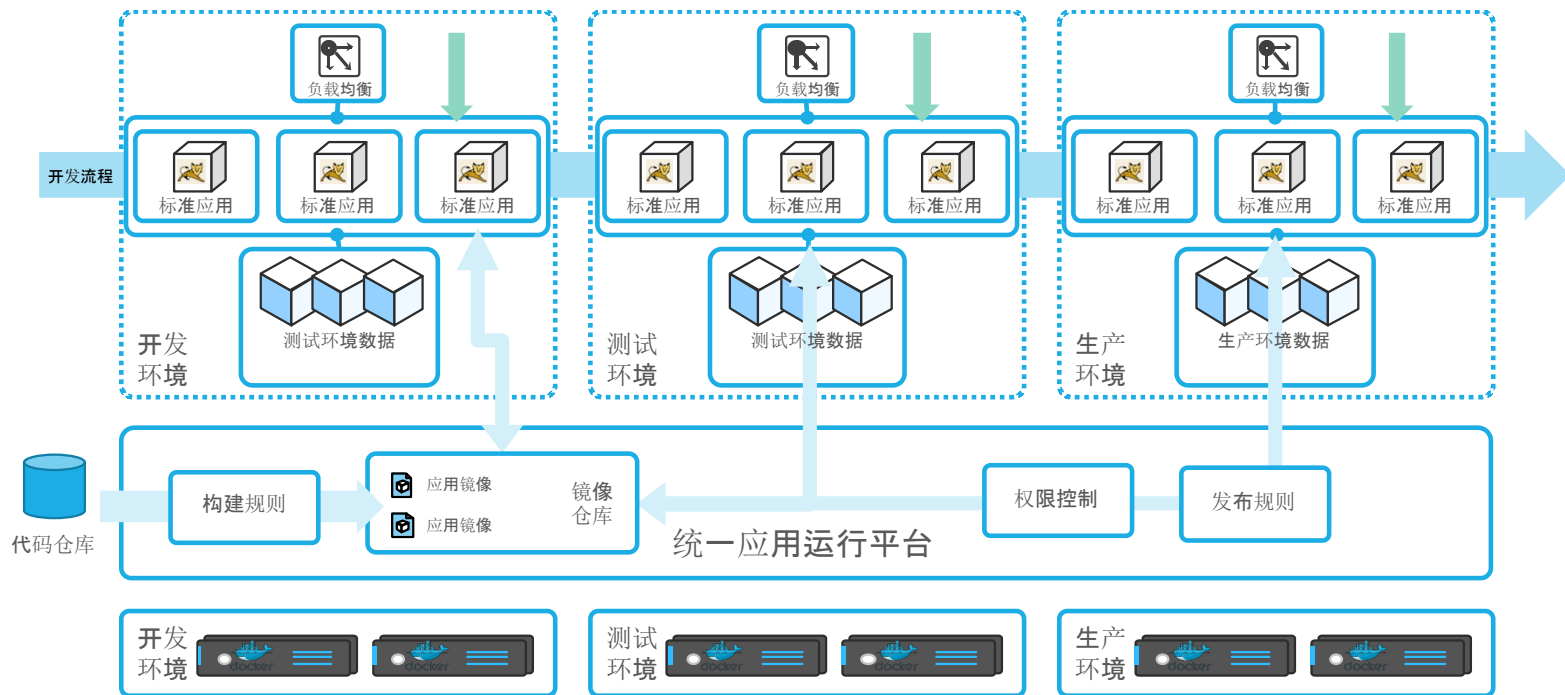 负载均衡
负载均衡
负载均衡
开发流程
标准应用
标准应用
标准应用
标准应用
标准应用
标准应用
标准应用
标准应用
标准应用
测试环境数据
测试环境数据
生产环境数据
开发
环境
测试
环境
生产
环境
代码仓库
构建规则
应用镜像
应用镜像
镜像
仓库
统一应用运行平台
权限控制
发布规则
开发
环境
docker
docker
测试
环境
docker
docker
生产
环境
docker
docker